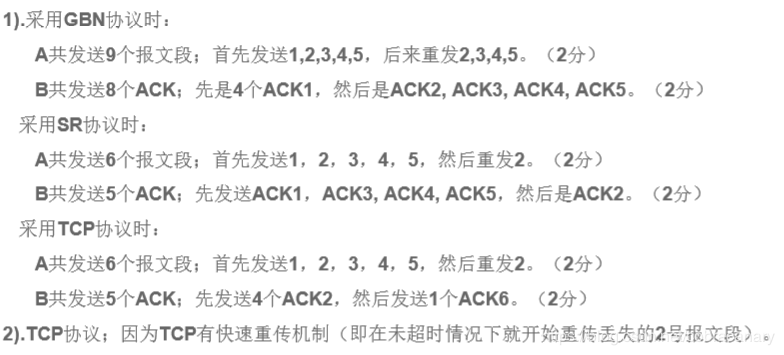 1).采用GBN协议时：
A共发送9个报文段；首先发送1,2,3,4,5，后来重发2,3,4,5。（2分）
B共发送8个ACK；先是4个ACK1，然后是ACK2, ACK3, ACK4, ACK5。（2分）
采用SR协议时：
A共发送6个报文段；首先发送1，2，3，4，5，然后重发2。（2分）
B共发送5个ACK；先发送ACK1，ACK3, ACK4, ACK5，然后是ACK2。（2分）
采用TCP协议时：
A共发送6个报文段；首先发送1，2，3，4，5，然后重发2。（2分）
B共发送5个ACK；先发送4个ACK2，然后发送1个ACK6。（2分）
2).TCP协议；因为TCP有快速重传机制（即在未超时情况下就开始重传丢失的2号报文段）。